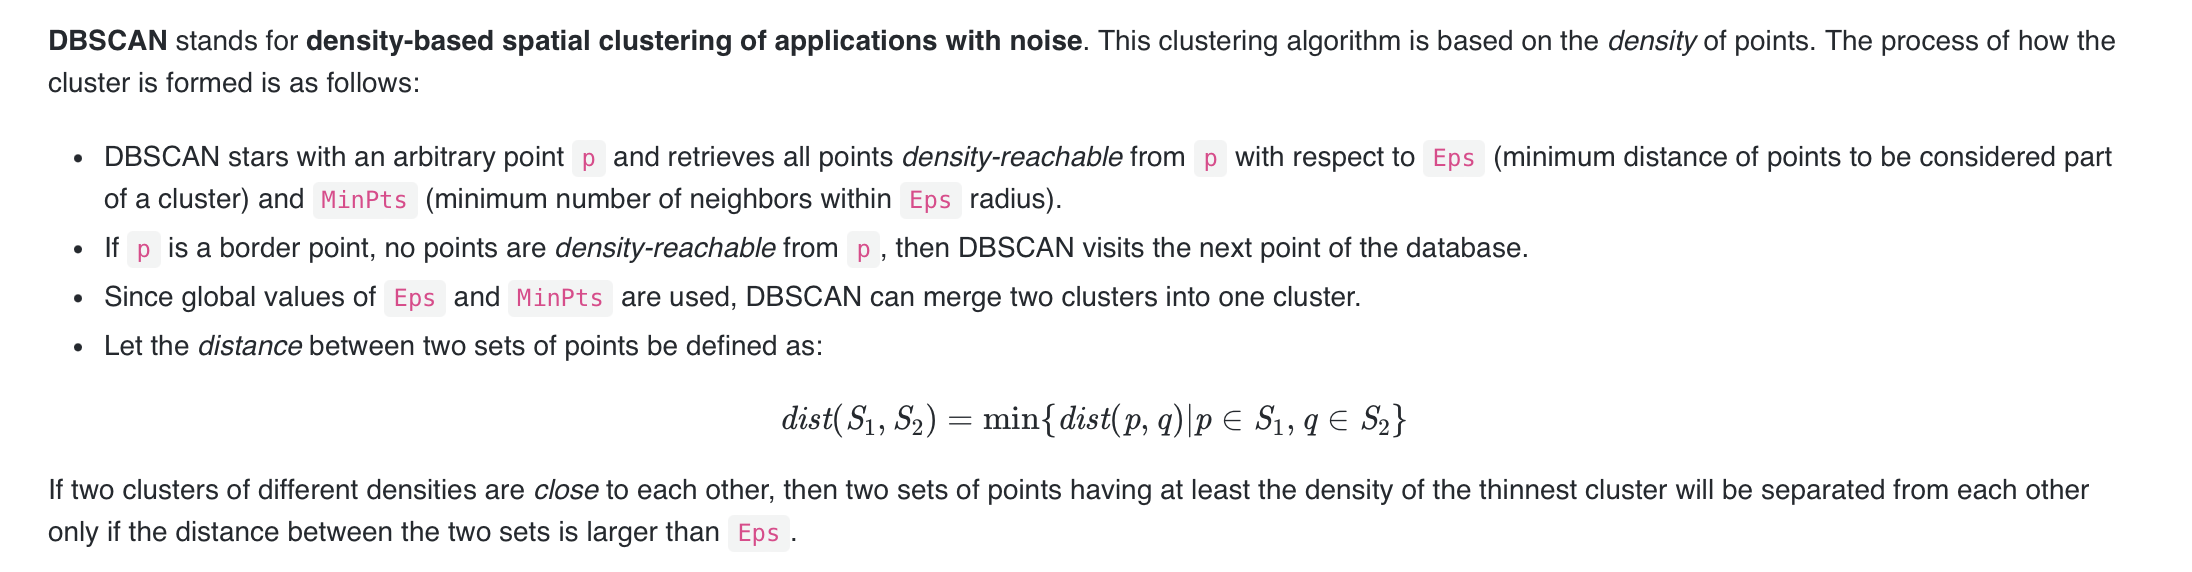 DBSCAN stands for density-based spatial clustering of applications with noise. This clustering algorithm is based on the density of points. The process of how the
cluster is formed is as follows:
• DBSCAN stars with an arbitrary point p and retrieves all points density-reachable from p with respect to Eps (minimum distance of points to be considered part
of a cluster) and MinPts (minimum number of neighbors within Eps radius).
• If p is a border point, no points are density-reachable from p, then DBSCAN visits the next point of the database.
• Since global values of Eps and MinPts are used, DBSCAN can merge two clusters into one cluster.
• Let the distance between two sets of points be defined as:
dist(S₁, S₂) = min{dist(p, q)|p ∈ S₁, q ∈ S₂}
If two clusters of different densities are close to each other, then two sets of points having at least the density of the thinnest cluster will be separated from each other
only if the distance between the two sets is larger than Eps.